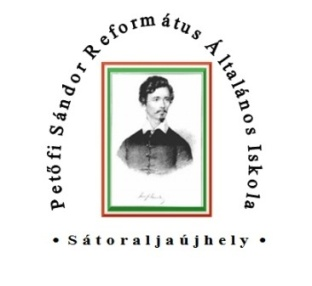 Petőfi Sándor Református Általános Iskola
• Sátoraljaújhely •